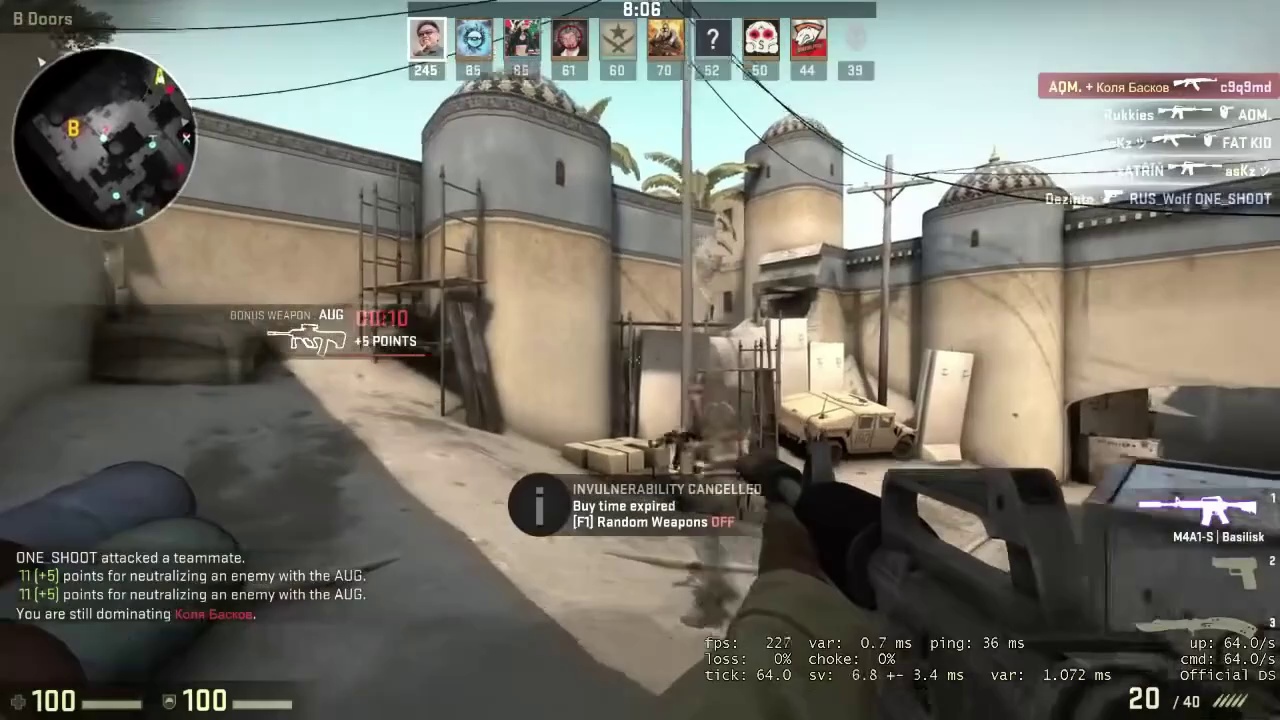 B Doors
8:06
A
B
?
S
245
85
85
61
60
70
52
50
44
39
AQM. + Коля Басков c9q9md
Rukkies AQM.
asKz ツ FAT KID
asKz ツ
Dezinte RUS_Wolf ONE_SHOOT
BONUS WEAPON: AUG 00:10
+5 POINTS
INVULNERABILITY CANCELLED
Buy time expired
[F1] Random Weapons OFF
1
M4A1-S | Basilisk
2
3
ONE_SHOOT attacked a teammate.
11 (+5) points for neutralizing an enemy with the AUG.
11 (+5) points for neutralizing an enemy with the AUG.
You are still dominating Коля Басков.
fps: 227 var: 0.7 ms ping: 36 ms
loss: 0% choke: 0%
tick: 64.0 sv: 6.8 +- 3.4 ms var: 1.072 ms
up: 64.0/s
cmd: 64.0/s
Official DS
100
100
20 / 40